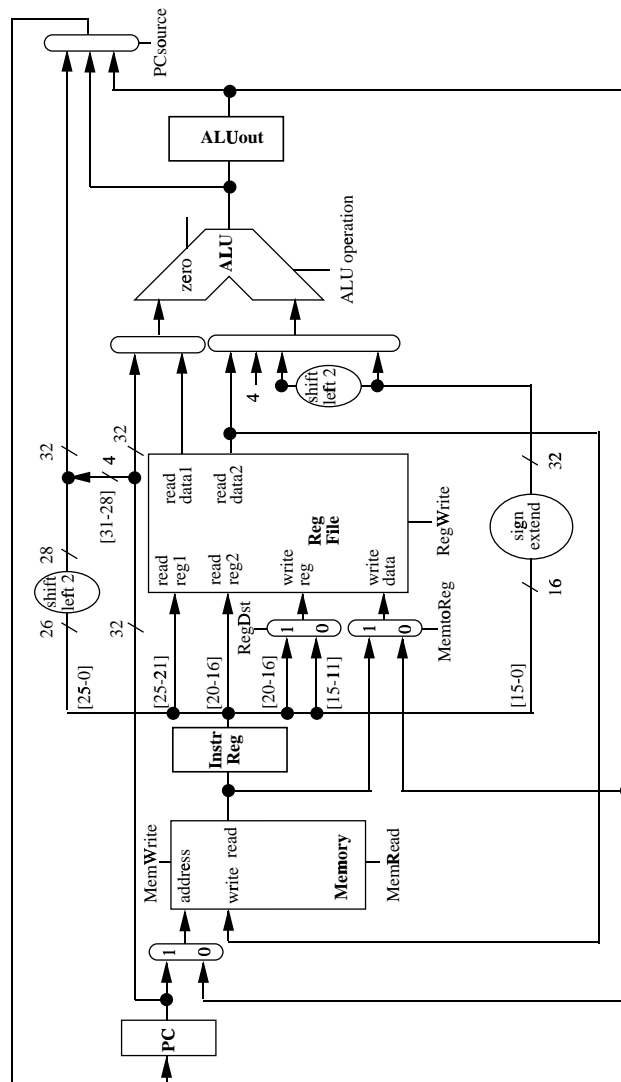 PCsource
ALUout
zero
ALU
ALU operation
4
shift
left 2
32
4
32
[31-28]
read
data1
read
data2
32
28
shift
left 2
26
32
read
reg1
read
reg2
write
reg
write
data
Reg
File
RegWrite
sign
extend
16
RegDst
1
0
1
0
MemtoReg
[25-0]
[25-21]
[20-16]
[20-16]
[15-11]
[15-0]
Instr
Reg
MemWrite
address
write read
Memory
MemRead
1
0
PC